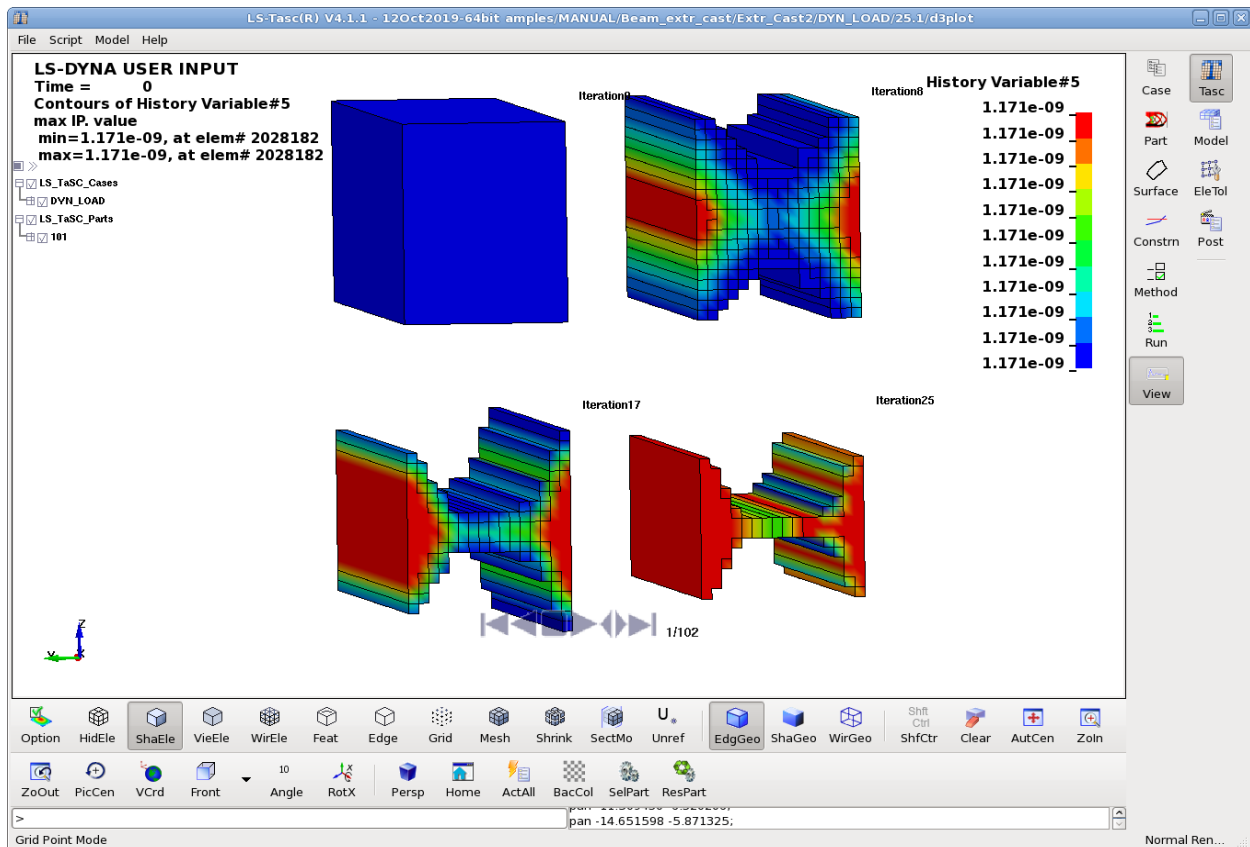 LS-Tasc(R) V4.1.1 - 12Oct2019-64bit amples/MANUAL/Beam_extr_cast/Extr_Cast2/DYN_LOAD/25.1/d3plot
File Script Model Help
LS-DYNA USER INPUT
Time = 0
Contours of History Variable#5
max IP. value
min=1.171e-09, at elem# 2028182
max=1.171e-09, at elem# 2028182
LS_TaSC_Cases
DYN_LOAD
LS_TaSC_Parts
101
Iteration0
Iteration8
History Variable#5
1.171e-09
1.171e-09
1.171e-09
1.171e-09
1.171e-09
1.171e-09
1.171e-09
1.171e-09
1.171e-09
1.171e-09
1.171e-09
Iteration17
Iteration25
1/102
Z
Y
X
Case Tasc
Part Model
Surface EleTol
Constrn Post
Method
1
2
3
Run
View
Option HidEle ShaEle VieEle WirEle Feat Edge Grid Mesh Shrink SectMo Unref EdgGeo ShaGeo WirGeo Shft Ctrl ShfCtr Clear AutCen ZoIn
ZoOut PicCen VCrd Front 10 Angle RotX Persp Home ActAll BacCol SelPart ResPart
>
pan -14.651598 -5.871325;
Grid Point Mode
Normal Ren...